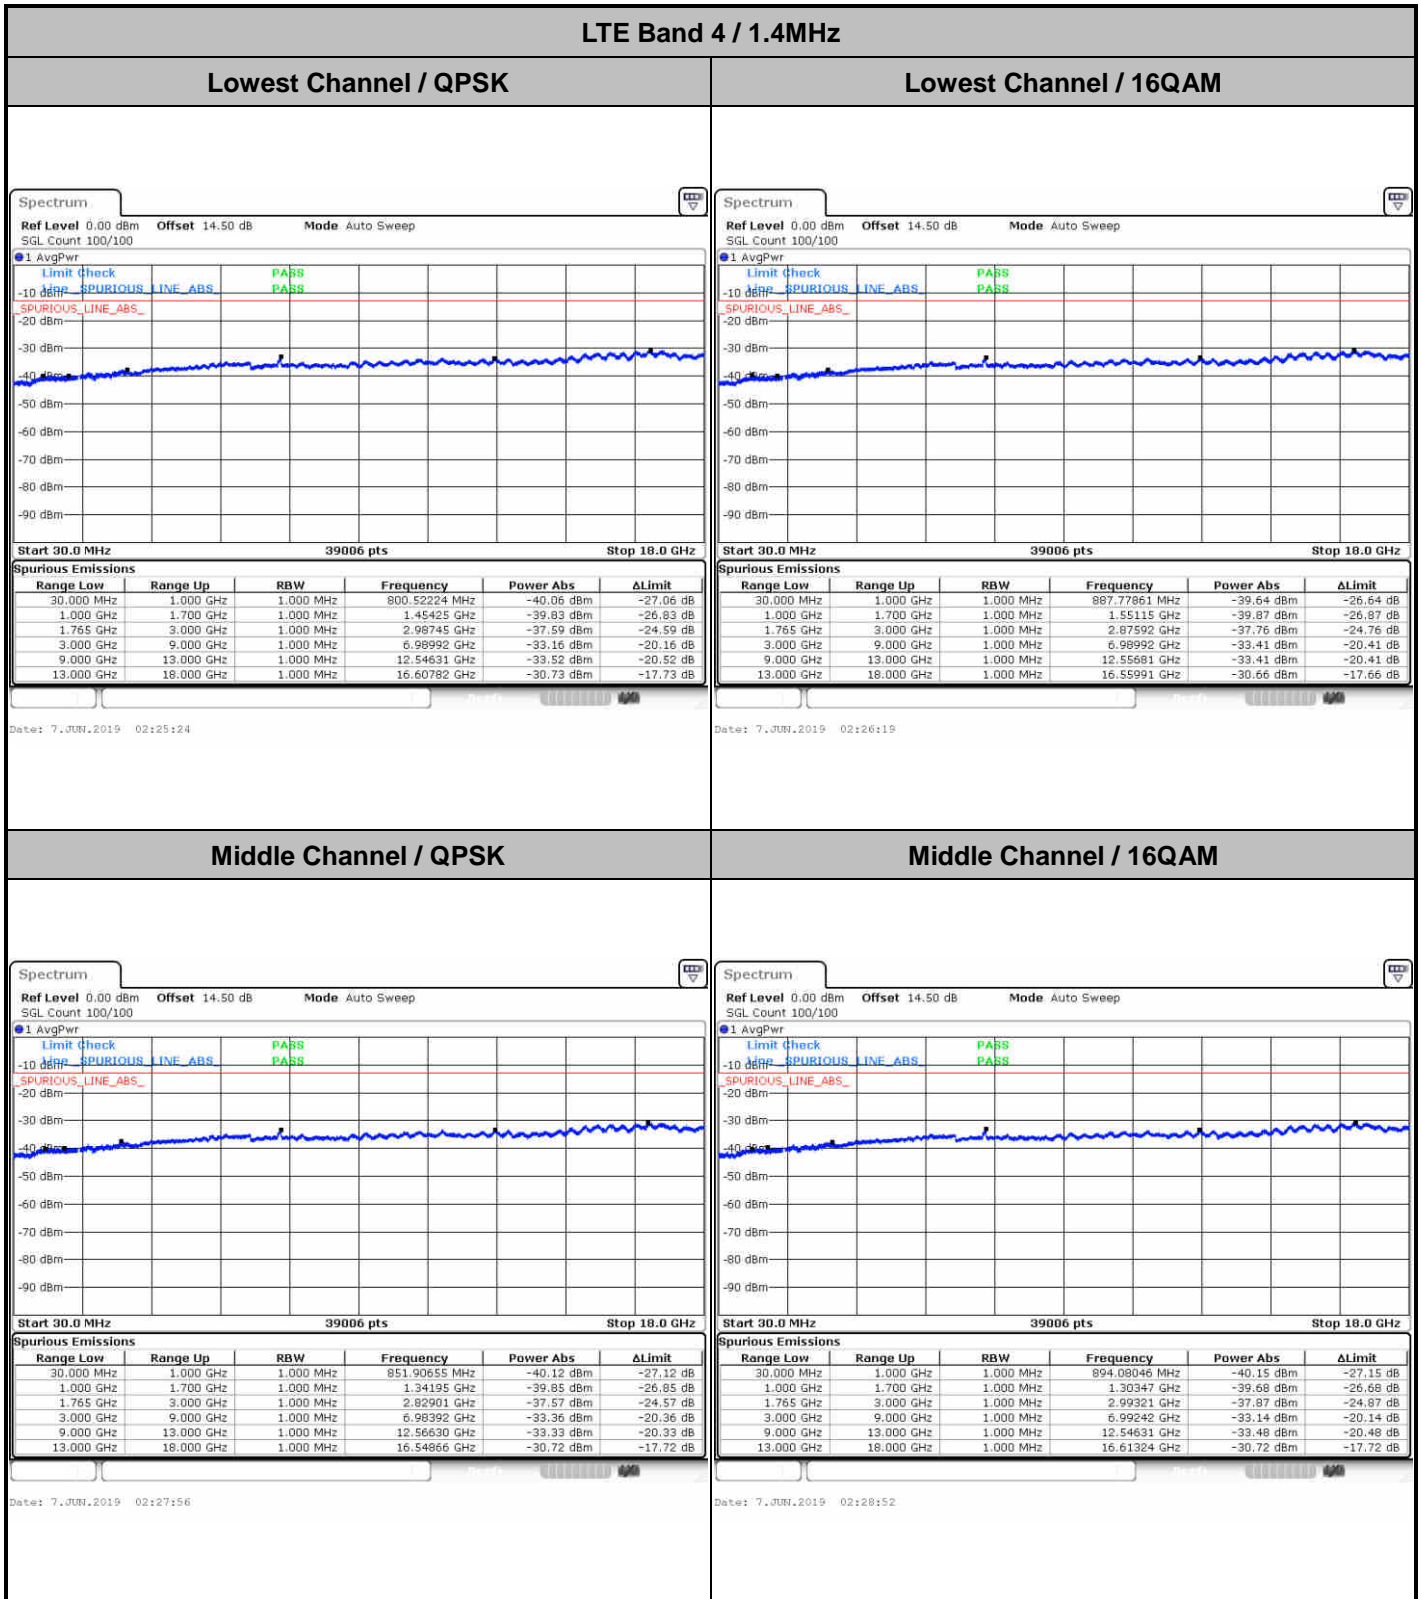 LTE Band 4 / 1.4MHz
Lowest Channel / QPSK
Lowest Channel / 16QAM
Spectrum
Ref Level 0.00 dBm Offset 14.50 dB Mode Auto Sweep
SGL Count 100/100
1 AvgPwr
Limit Check PASS
Line _SPURIOUS_LINE_ABS_ PASS
-10 dBm
_SPURIOUS_LINE_ABS_
-20 dBm
-30 dBm
-40 dBm
-50 dBm
-60 dBm
-70 dBm
-80 dBm
-90 dBm
Start 30.0 MHz 39006 pts Stop 18.0 GHz
Spurious Emissions
Range Low Range Up RBW Frequency Power Abs ΔLimit
30.000 MHz 1.000 GHz 1.000 MHz 800.52224 MHz -40.06 dBm -27.06 dB
1.000 GHz 1.700 GHz 1.000 MHz 1.45425 GHz -39.83 dBm -26.83 dB
1.765 GHz 3.000 GHz 1.000 MHz 2.98745 GHz -37.59 dBm -24.59 dB
3.000 GHz 9.000 GHz 1.000 MHz 6.98992 GHz -33.16 dBm -20.16 dB
9.000 GHz 13.000 GHz 1.000 MHz 12.54631 GHz -33.52 dBm -20.52 dB
13.000 GHz 18.000 GHz 1.000 MHz 16.60782 GHz -30.73 dBm -17.73 dB
Date: 7.JUN.2019 02:25:24
Spectrum
Ref Level 0.00 dBm Offset 14.50 dB Mode Auto Sweep
SGL Count 100/100
1 AvgPwr
Limit Check PASS
Line _SPURIOUS_LINE_ABS_ PASS
-10 dBm
_SPURIOUS_LINE_ABS_
-20 dBm
-30 dBm
-40 dBm
-50 dBm
-60 dBm
-70 dBm
-80 dBm
-90 dBm
Start 30.0 MHz 39006 pts Stop 18.0 GHz
Spurious Emissions
Range Low Range Up RBW Frequency Power Abs ΔLimit
30.000 MHz 1.000 GHz 1.000 MHz 887.77861 MHz -39.64 dBm -26.64 dB
1.000 GHz 1.700 GHz 1.000 MHz 1.55115 GHz -39.87 dBm -26.87 dB
1.765 GHz 3.000 GHz 1.000 MHz 2.87592 GHz -37.76 dBm -24.76 dB
3.000 GHz 9.000 GHz 1.000 MHz 6.98992 GHz -33.41 dBm -20.41 dB
9.000 GHz 13.000 GHz 1.000 MHz 12.55681 GHz -33.41 dBm -20.41 dB
13.000 GHz 18.000 GHz 1.000 MHz 16.55991 GHz -30.66 dBm -17.66 dB
Date: 7.JUN.2019 02:26:19
Middle Channel / QPSK
Middle Channel / 16QAM
Spectrum
Ref Level 0.00 dBm Offset 14.50 dB Mode Auto Sweep
SGL Count 100/100
1 AvgPwr
Limit Check PASS
Line _SPURIOUS_LINE_ABS_ PASS
-10 dBm
_SPURIOUS_LINE_ABS_
-20 dBm
-30 dBm
-40 dBm
-50 dBm
-60 dBm
-70 dBm
-80 dBm
-90 dBm
Start 30.0 MHz 39006 pts Stop 18.0 GHz
Spurious Emissions
Range Low Range Up RBW Frequency Power Abs ΔLimit
30.000 MHz 1.000 GHz 1.000 MHz 851.90655 MHz -40.12 dBm -27.12 dB
1.000 GHz 1.700 GHz 1.000 MHz 1.34195 GHz -39.85 dBm -26.85 dB
1.765 GHz 3.000 GHz 1.000 MHz 2.82901 GHz -37.57 dBm -24.57 dB
3.000 GHz 9.000 GHz 1.000 MHz 6.98392 GHz -33.36 dBm -20.36 dB
9.000 GHz 13.000 GHz 1.000 MHz 12.56630 GHz -33.33 dBm -20.33 dB
13.000 GHz 18.000 GHz 1.000 MHz 16.54866 GHz -30.72 dBm -17.72 dB
Date: 7.JUN.2019 02:27:56
Spectrum
Ref Level 0.00 dBm Offset 14.50 dB Mode Auto Sweep
SGL Count 100/100
1 AvgPwr
Limit Check PASS
Line _SPURIOUS_LINE_ABS_ PASS
-10 dBm
_SPURIOUS_LINE_ABS_
-20 dBm
-30 dBm
-40 dBm
-50 dBm
-60 dBm
-70 dBm
-80 dBm
-90 dBm
Start 30.0 MHz 39006 pts Stop 18.0 GHz
Spurious Emissions
Range Low Range Up RBW Frequency Power Abs ΔLimit
30.000 MHz 1.000 GHz 1.000 MHz 894.08046 MHz -40.15 dBm -27.15 dB
1.000 GHz 1.700 GHz 1.000 MHz 1.30347 GHz -39.68 dBm -26.68 dB
1.765 GHz 3.000 GHz 1.000 MHz 2.99321 GHz -37.87 dBm -24.87 dB
3.000 GHz 9.000 GHz 1.000 MHz 6.99242 GHz -33.14 dBm -20.14 dB
9.000 GHz 13.000 GHz 1.000 MHz 12.54631 GHz -33.48 dBm -20.48 dB
13.000 GHz 18.000 GHz 1.000 MHz 16.61324 GHz -30.72 dBm -17.72 dB
Date: 7.JUN.2019 02:28:52